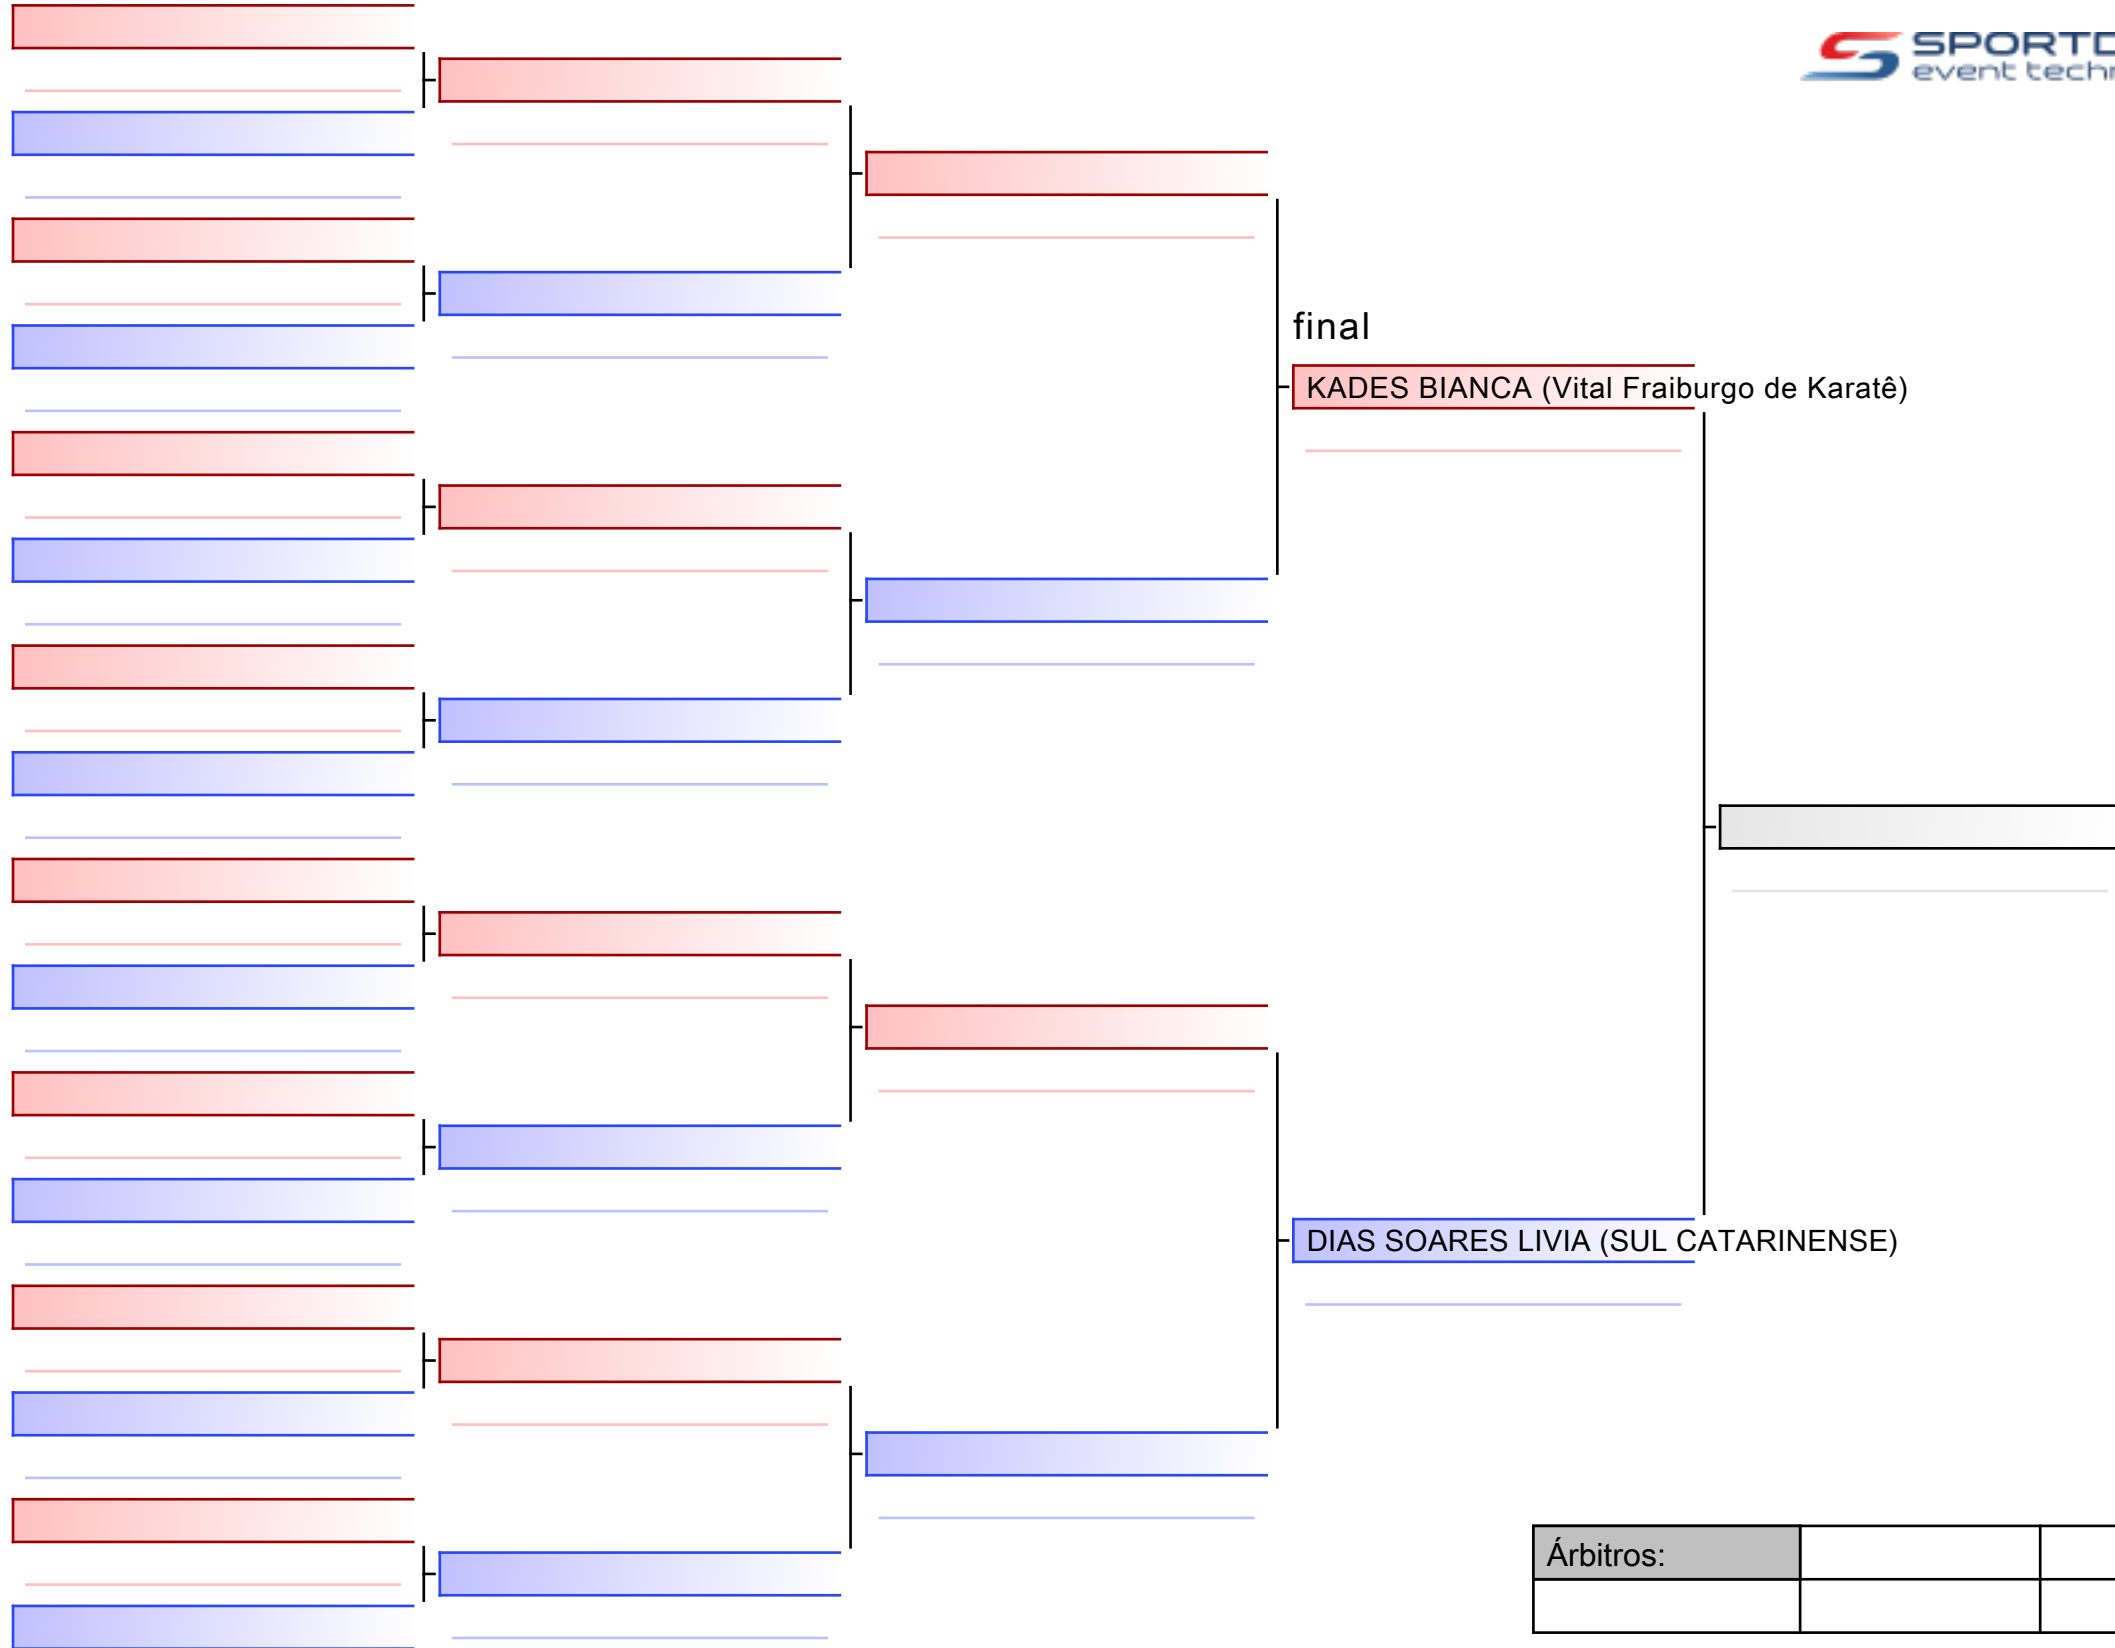 SPORTD
event techn
final
KADES BIANCA (Vital Fraiburgo de Karatê)
DIAS SOARES LIVIA (SUL CATARINENSE)
Árbitros: